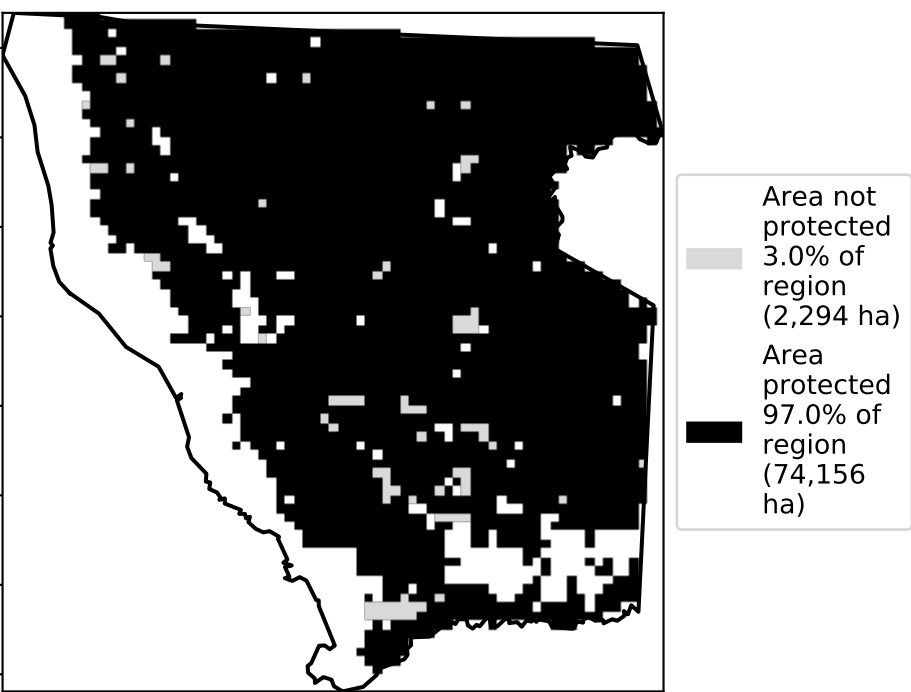 Area not
protected
3.0% of
region
(2,294 ha)
Area
protected
97.0% of
region
(74,156
ha)